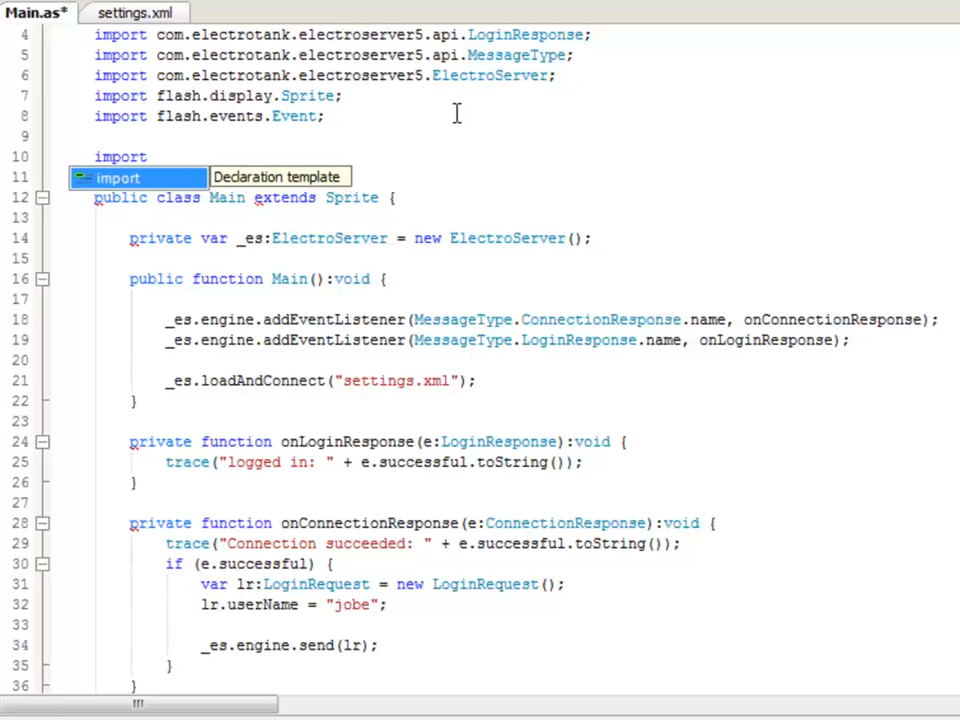 Main.as* settings.xml
4 import com.electrotank.electroserver5.api.LoginResponse;
5 import com.electrotank.electroserver5.api.MessageType;
6 import com.electrotank.electroserver5.ElectroServer;
7 import flash.display.Sprite;
8 import flash.events.Event;
9
10 import
11 import Declaration template
12 public class Main extends Sprite {
13
14 private var _es:ElectroServer = new ElectroServer();
15
16 public function Main():void {
17
18 _es.engine.addEventListener(MessageType.ConnectionResponse.name, onConnectionResponse);
19 _es.engine.addEventListener(MessageType.LoginResponse.name, onLoginResponse);
20
21 _es.loadAndConnect("settings.xml");
22 }
23
24 private function onLoginResponse(e:LoginResponse):void {
25 trace("logged in: " + e.successful.toString());
26 }
27
28 private function onConnectionResponse(e:ConnectionResponse):void {
29 trace("Connection succeeded: " + e.successful.toString());
30 if (e.successful) {
31 var lr:LoginRequest = new LoginRequest();
32 lr.userName = "jobe";
33
34 _es.engine.send(lr);
35 }
36 }